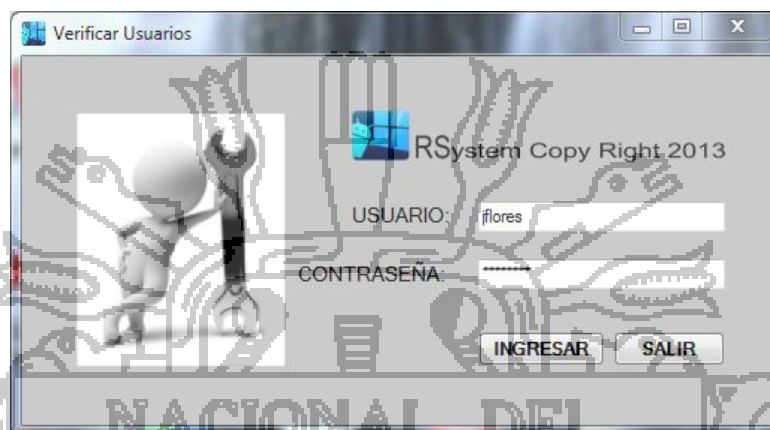 Verificar Usuarios
RSystem Copy Right 2013
USUARIO: jflores
CONTRASEÑA: *********
INGRESAR SALIR
NACIONAL DEL